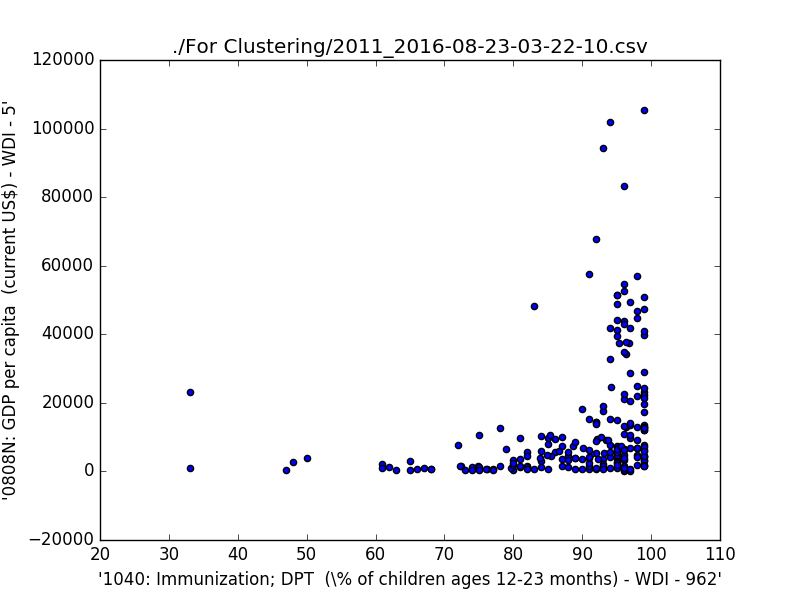 ./For Clustering/2011_2016-08-23-03-22-10.csv
120000
100000
80000
60000
40000
20000
0
−20000
'0808N: GDP per capita  (current US$) - WDI - 5'
20 30 40 50 60 70 80 90 100 110
'1040: Immunization; DPT  (\% of children ages 12-23 months) - WDI - 962'